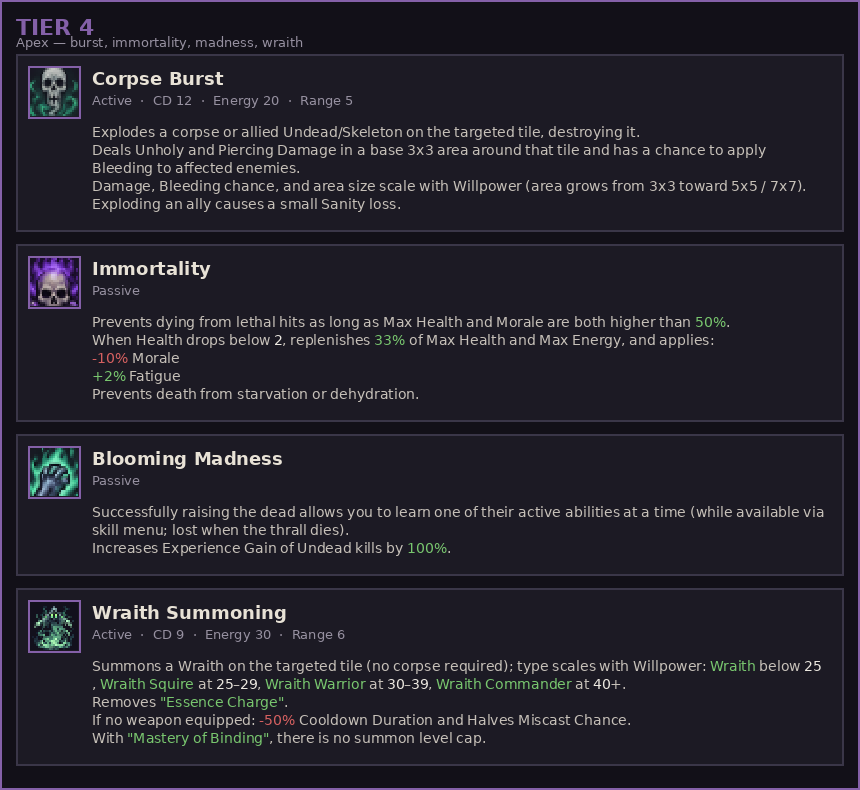 TIER 4
Apex — burst, immortality, madness, wraith
Corpse Burst
Active · CD 12 · Energy 20 · Range 5
Explodes a corpse or allied Undead/Skeleton on the targeted tile, destroying it.
Deals Unholy and Piercing Damage in a base 3x3 area around that tile and has a chance to apply
Bleeding to affected enemies.
Damage, Bleeding chance, and area size scale with Willpower (area grows from 3x3 toward 5x5 / 7x7).
Exploding an ally causes a small Sanity loss.
Immortality
Passive
Prevents dying from lethal hits as long as Max Health and Morale are both higher than 50%.
When Health drops below 2, replenishes 33% of Max Health and Max Energy, and applies:
-10% Morale
+2% Fatigue
Prevents death from starvation or dehydration.
Blooming Madness
Passive
Successfully raising the dead allows you to learn one of their active abilities at a time (while available via
skill menu; lost when the thrall dies).
Increases Experience Gain of Undead kills by 100%.
Wraith Summoning
Active · CD 9 · Energy 30 · Range 6
Summons a Wraith on the targeted tile (no corpse required); type scales with Willpower: Wraith below 25
, Wraith Squire at 25–29, Wraith Warrior at 30–39, Wraith Commander at 40+.
Removes "Essence Charge".
If no weapon equipped: -50% Cooldown Duration and Halves Miscast Chance.
With "Mastery of Binding", there is no summon level cap.